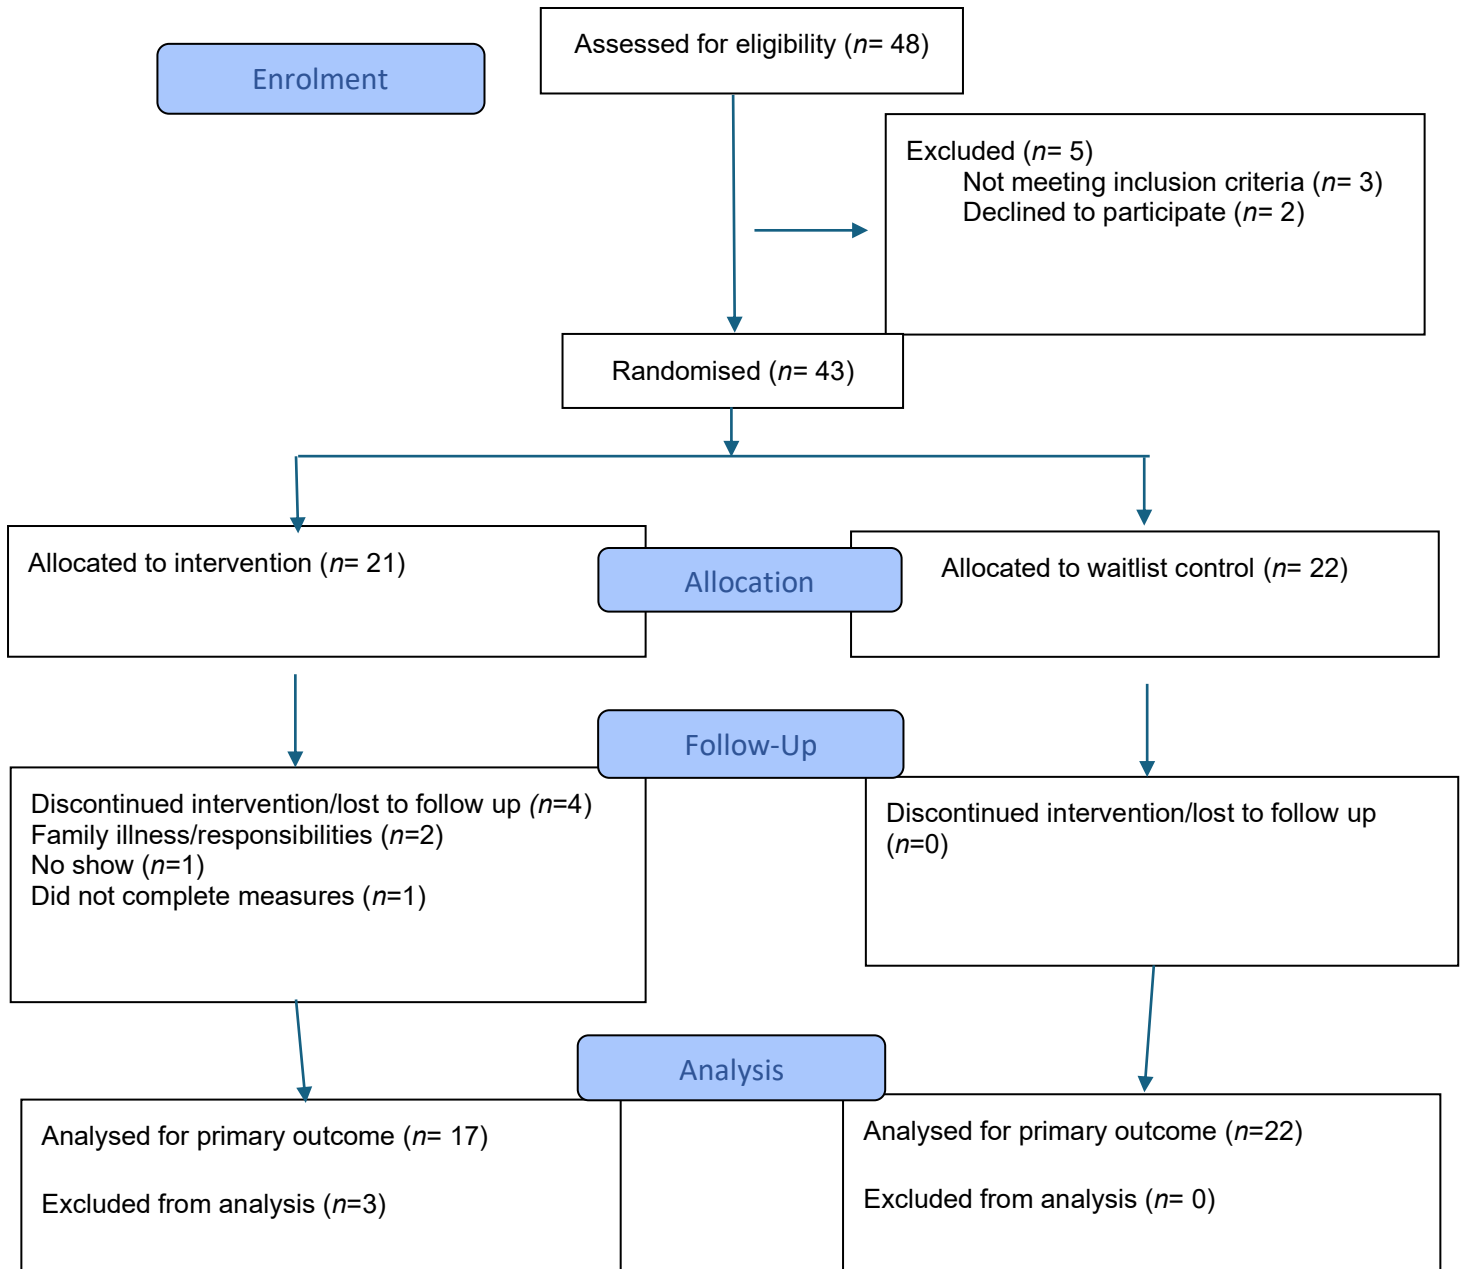 Enrolment
Assessed for eligibility (n= 48)
Excluded (n= 5)
Not meeting inclusion criteria (n= 3)
Declined to participate (n= 2)
Randomised (n= 43)
Allocated to intervention (n= 21)
Allocation
Allocated to waitlist control (n= 22)
Follow-Up
Discontinued intervention/lost to follow up (n=4)
Family illness/responsibilities (n=2)
No show (n=1)
Did not complete measures (n=1)
Discontinued intervention/lost to follow up
(n=0)
Analysis
Analysed for primary outcome (n= 17)
Excluded from analysis (n=3)
Analysed for primary outcome (n=22)
Excluded from analysis (n= 0)